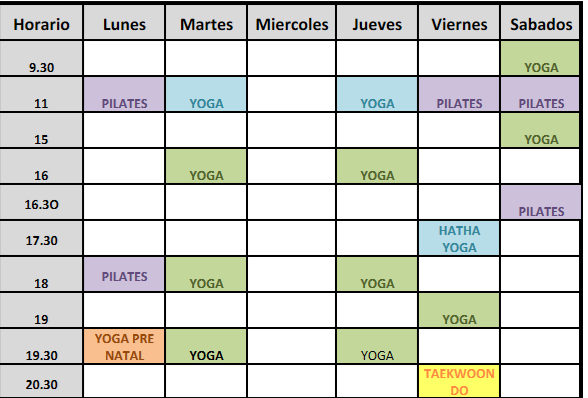 Horario Lunes Martes Miercoles Jueves Viernes Sabados
9.30 YOGA
11 PILATES YOGA YOGA PILATES PILATES
15 YOGA
16 YOGA YOGA
16.3O PILATES
17.30 HATHA YOGA
18 PILATES YOGA YOGA
19 YOGA
19.30 YOGA PRE NATAL YOGA YOGA
20.30 TAEKWOON DO